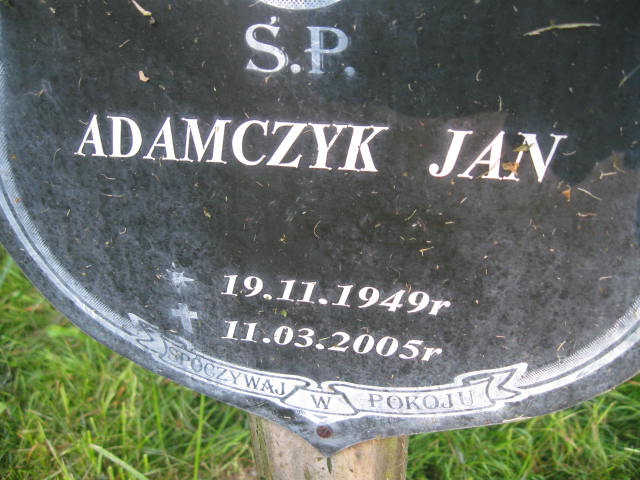 Ś.P.
ADAMCZYK JAN
19.11.1949r
11.03.2005r
SPOCZYWAJ W POKOJU